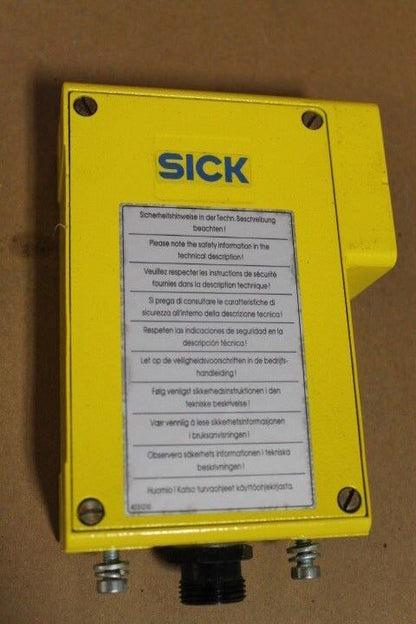 SICK
Sicherheitshinweise in der Techn. Beschreibung
beachten!
Please note the safety information in the
technical description!
Veuillez respecter les instructions de sécurité
fournies dans la description technique!
Si prega di consultare le caratteristiche di
sicurezza all'interno della descrizone tecnica!
Respeten las indicaciones de seguridad en la
descripción técnica!
Let op de veiligheidsvoorschriften in de bedrijfs-
handleiding!
Følg venligst sikkerhedsinstruktionen i den
tekniske beskrivelse!
Vær vennlig å lese sikkerhetsinformasjonen
i bruksanvisningen!
Observera säkerhets informationen i tekniska
beskrivningen!
Huomio! Katso turvaohjeet käyttöohjekirjasta.